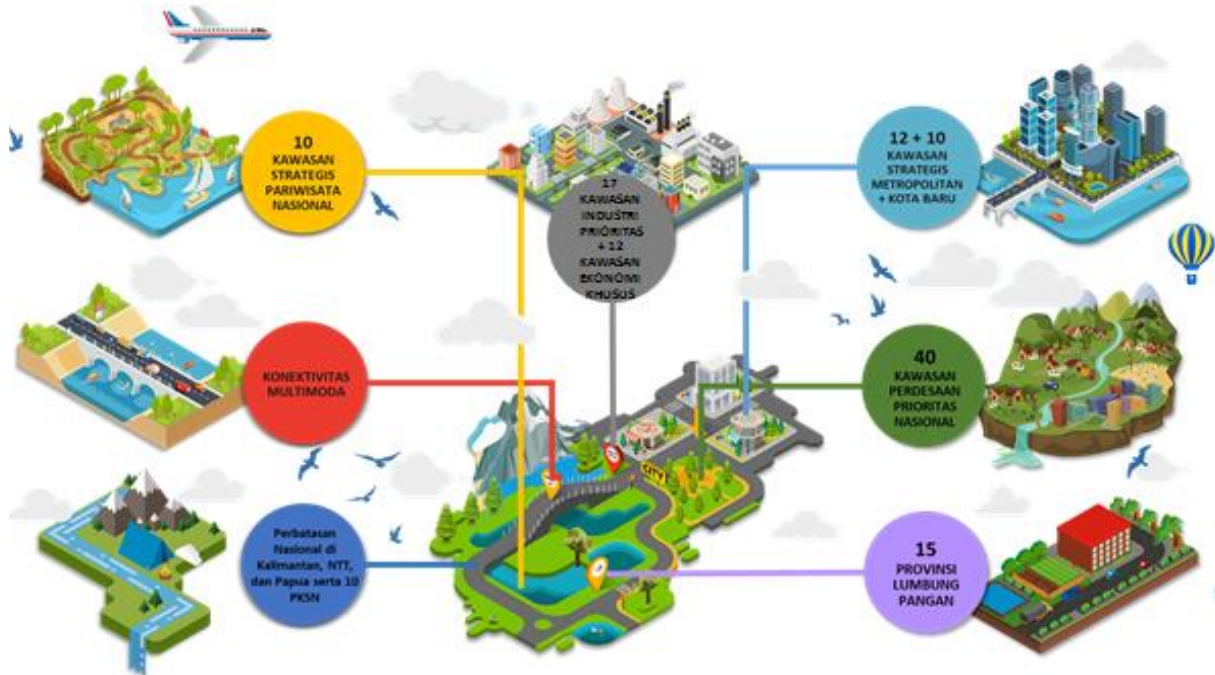 10
KAWASAN
STRATEGIS
PARIWISATA
NASIONAL
17
KAWASAN
INDUSTRI
PRIORITAS
+ 12
KAWASAN
EKONOMI
KHUSUS
12 + 10
KAWASAN
STRATEGIS
METROPOLITAN
+ KOTA BARU
KONEKTIVITAS
MULTIMODA
40
KAWASAN
PERDESAAN
PRIORITAS
NASIONAL
CITY
Perbatasan
Nasional di
Kalimantan, NTT,
dan Papua serta 10
PKSN
15
PROVINSI
LUMBUNG
PANGAN